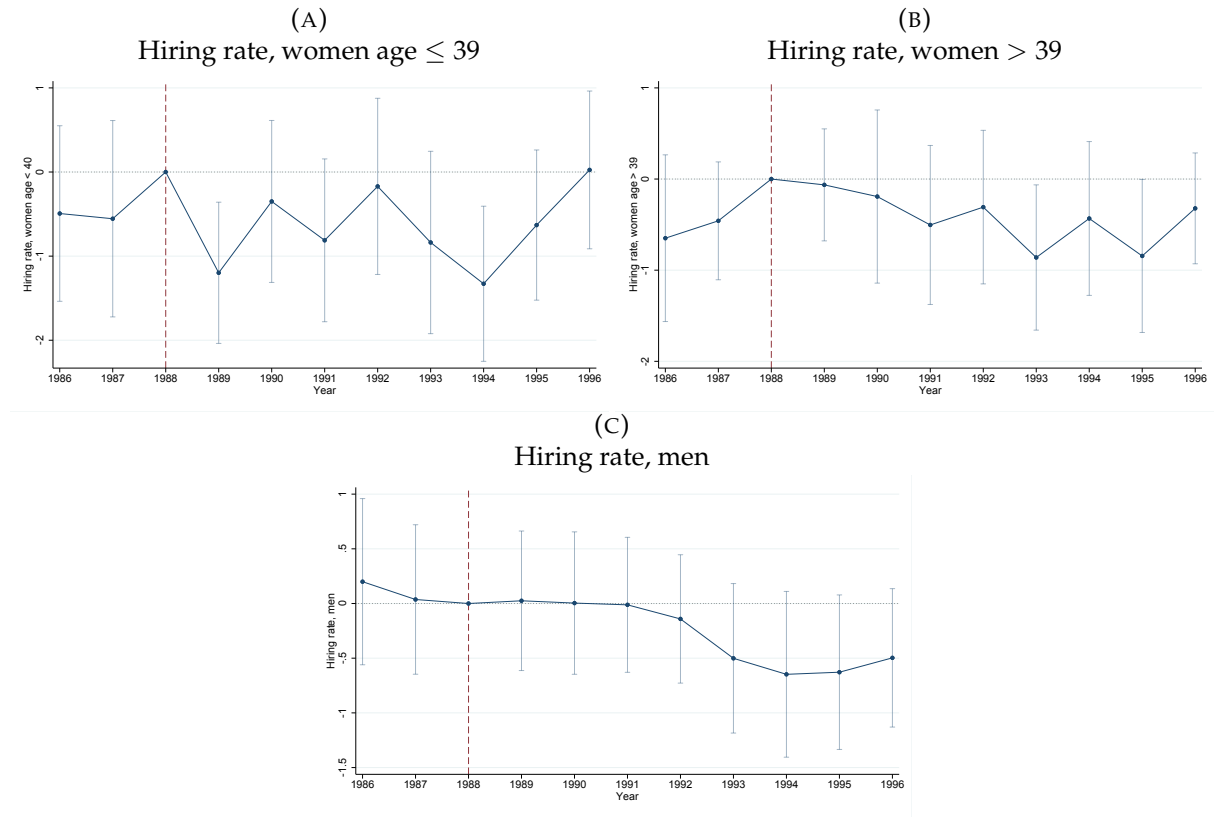 (A)
Hiring rate, women age ≤ 39
Hiring rate, women age < 40
1
0
-1
-2
1986 1987 1988 1989 1990 1991 1992 1993 1994 1995 1996
Year
(B)
Hiring rate, women > 39
Hiring rate, women age > 39
1
0
-1
-2
1986 1987 1988 1989 1990 1991 1992 1993 1994 1995 1996
Year
(C)
Hiring rate, men
Hiring rate, men
1
.5
0
-.5
-1
-1.5
1986 1987 1988 1989 1990 1991 1992 1993 1994 1995 1996
Year